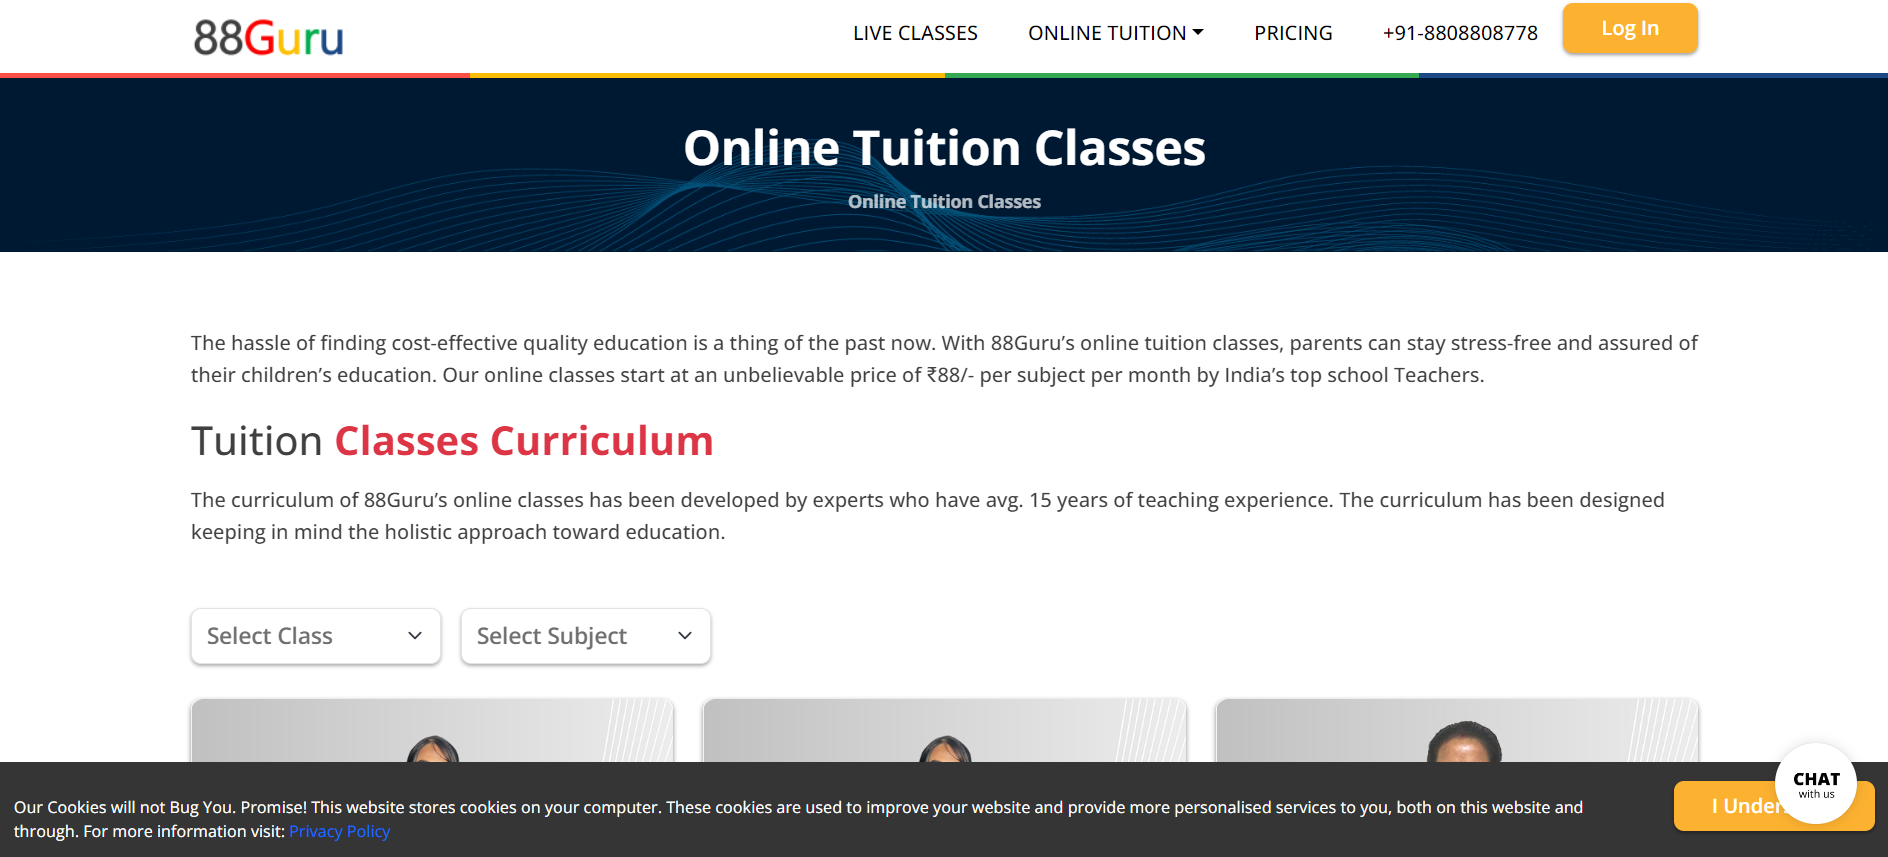 88Guru
LIVE CLASSES
ONLINE TUITION
PRICING
+91-8808808778
Log In
Online Tuition Classes
Online Tuition Classes
The hassle of finding cost-effective quality education is a thing of the past now. With 88Guru’s online tuition classes, parents can stay stress-free and assured of
their children’s education. Our online classes start at an unbelievable price of ₹88/- per subject per month by India’s top school Teachers.
Tuition Classes Curriculum
The curriculum of 88Guru’s online classes has been developed by experts who have avg. 15 years of teaching experience. The curriculum has been designed
keeping in mind the holistic approach toward education.
Select Class
Select Subject
Our Cookies will not Bug You. Promise! This website stores cookies on your computer. These cookies are used to improve your website and provide more personalised services to you, both on this website and
through. For more information visit: Privacy Policy
I
CHAT
with us